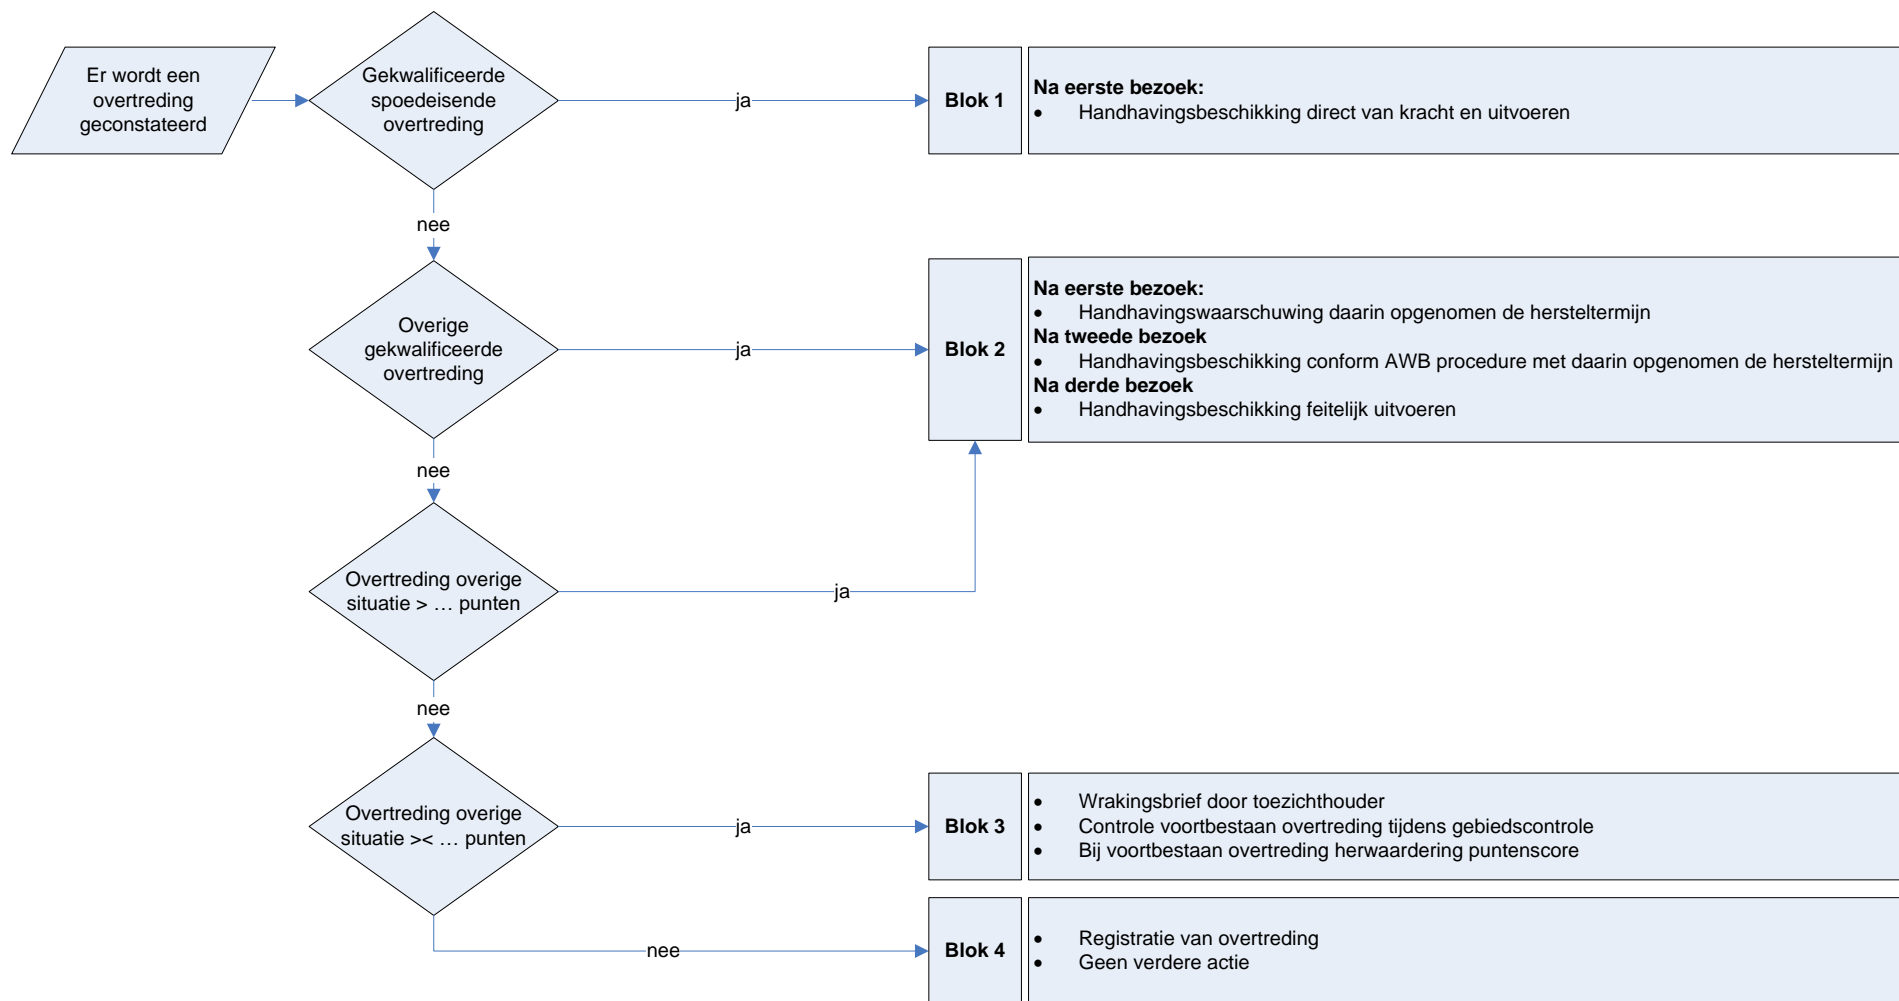 Er wordt een
overtreding
geconstateerd
Gekwalificeerde
spoedeisende
overtreding
ja
Blok 1
Na eerste bezoek:
• Handhavingsbeschikking direct van kracht en uitvoeren
nee
Overige
gekwalificeerde
overtreding
ja
Blok 2
Na eerste bezoek:
• Handhavingswaarschuwing daarin opgenomen de hersteltermijn
Na tweede bezoek
• Handhavingsbeschikking conform AWB procedure met daarin opgenomen de hersteltermijn
Na derde bezoek
• Handhavingsbeschikking feitelijk uitvoeren
nee
Overtreding overige
situatie > … punten
ja
nee
Overtreding overige
situatie >< … punten
ja
Blok 3
• Wrakingsbrief door toezichthouder
• Controle voortbestaan overtreding tijdens gebiedscontrole
• Bij voortbestaan overtreding herwaardering puntenscore
nee
Blok 4
• Registratie van overtreding
• Geen verdere actie